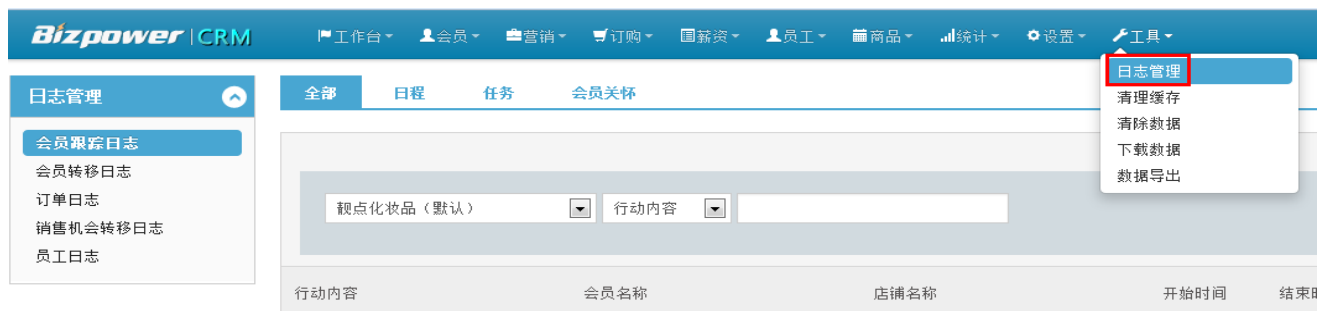 Bizpower | CRM 工作台 会员 营销 订购 薪资 员工 商品 统计 设置 工具
日志管理
清理缓存
清除数据
下载数据
数据导出
日志管理
会员跟踪日志
会员转移日志
订单日志
销售机会转移日志
员工日志
全部 日程 任务 会员关怀
靓点化妆品（默认） 行动内容
行动内容 会员名称 店铺名称 开始时间 结束